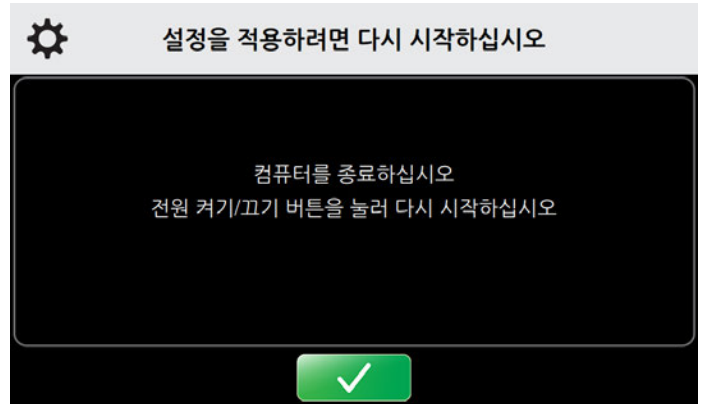 설정을 적용하려면 다시 시작하십시오
컴퓨터를 종료하십시오
전원 켜기/끄기 버튼을 눌러 다시 시작하십시오